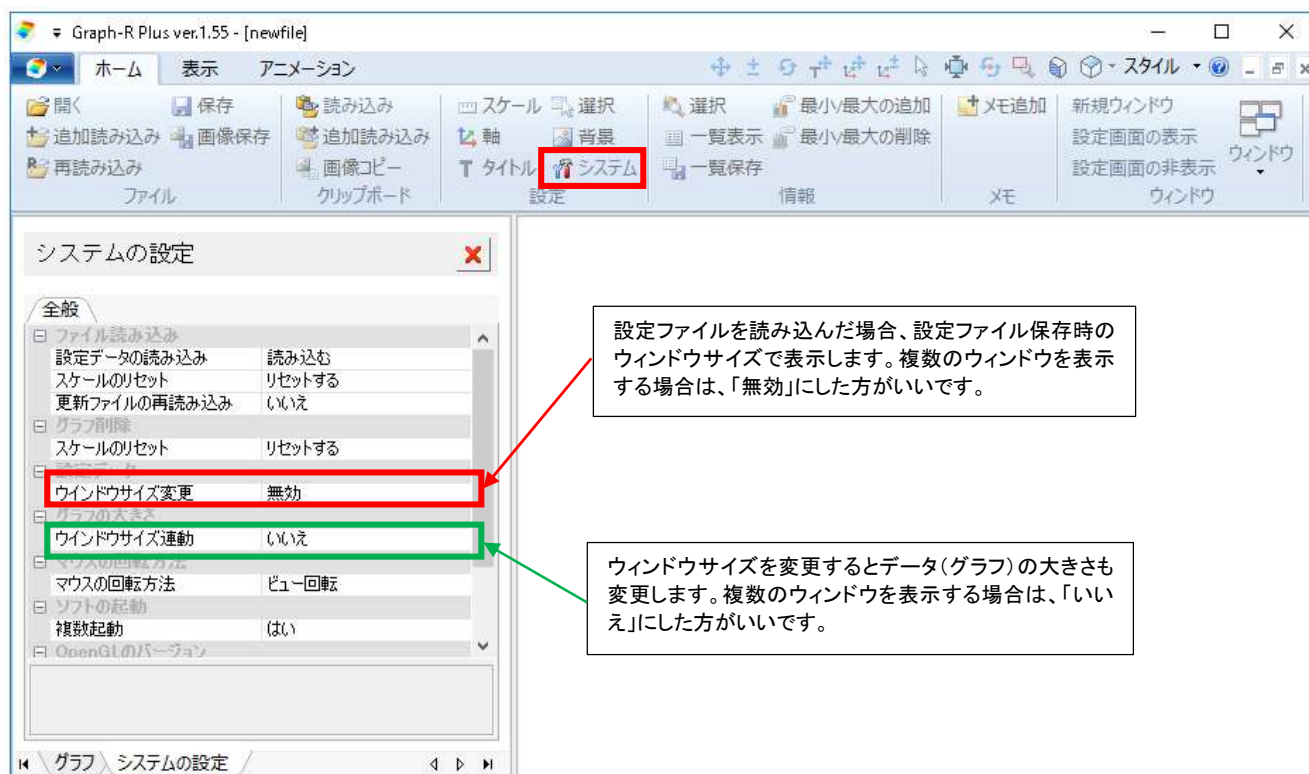 Graph-R Plus ver.1.55 - [newfile]
ホーム 表示 アニメーション スタイル
開く 保存 読み込み スケール 選択 選択 最小/最大の追加 メモ追加 新規ウィンドウ
追加読み込み 画像保存 追加読み込み 軸 背景 一覧表示 最小/最大の削除 設定画面の表示
再読み込み 画像コピー タイトル システム 一覧保存 設定画面の非表示 ウィンドウ
ファイル クリップボード 設定 情報 メモ ウィンドウ
システムの設定
全般
ファイル読み込み
設定データの読み込み 読み込む
スケールのリセット リセットする
更新ファイルの再読み込み いいえ
グラフ削除
スケールのリセット リセットする
設定データ
ウインドウサイズ変更 無効
グラフの大きさ
ウインドウサイズ連動 いいえ
マウスの回転方法
マウスの回転方法 ビュー回転
ソフトの起動
複数起動 はい
OpenGLのバージョン
グラフ システムの設定
設定ファイルを読み込んだ場合、設定ファイル保存時の
ウィンドウサイズで表示します。複数のウィンドウを表示
する場合は、「無効」にした方がいいです。
ウィンドウサイズを変更するとデータ(グラフ)の大きさも
変更します。複数のウィンドウを表示する場合は、「いい
え」にした方がいいです。